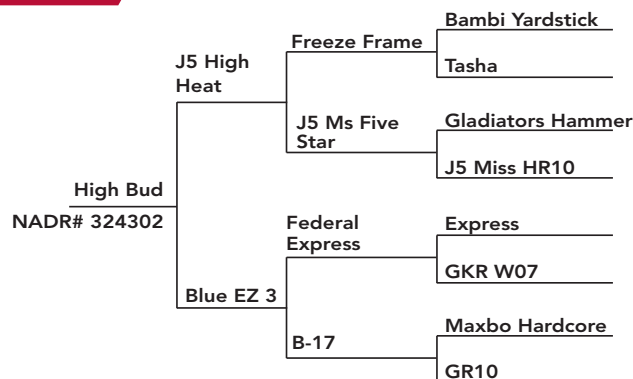 Bambi Yardstick
Freeze Frame
Tasha
J5 High
Heat
J5 Ms Five
Star
Gladiators Hammer
J5 Miss HR10
High Bud
NADR# 324302
Federal
Express
Express
GKR W07
Blue EZ 3
Maxbo Hardcore
B-17
GR10